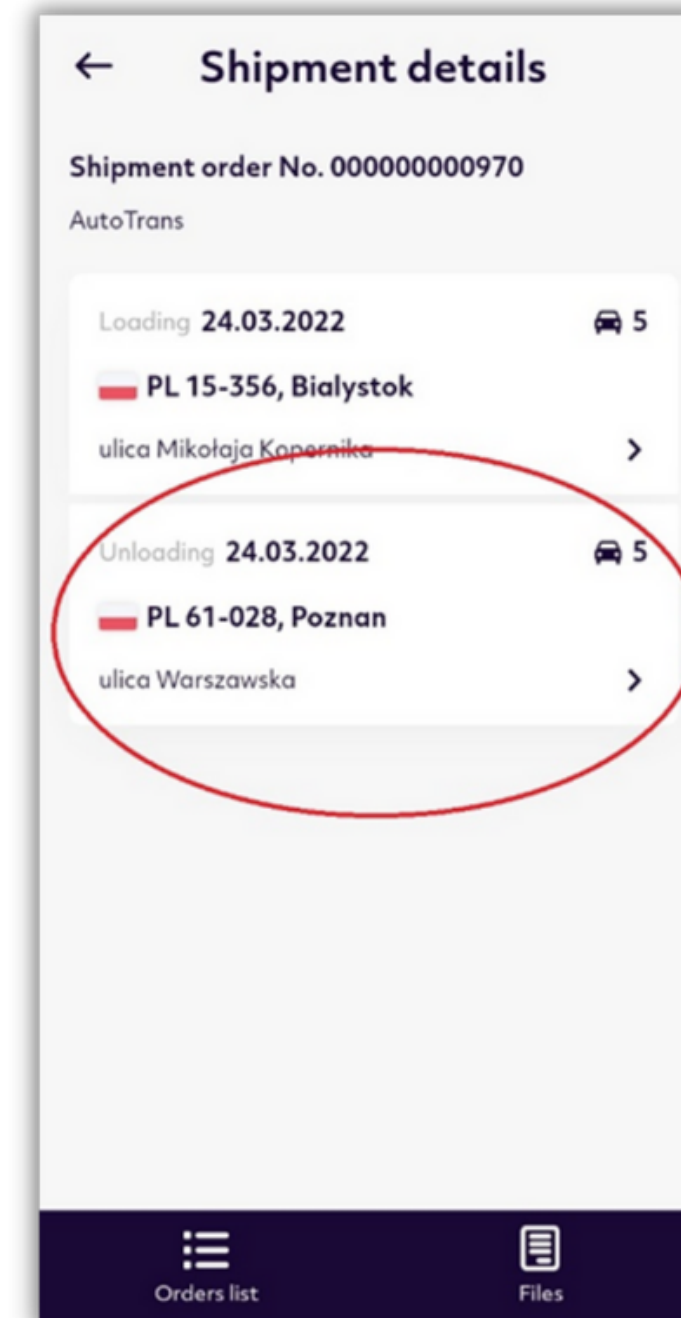 Shipment details
Shipment order No. 000000000970
AutoTrans
Loading 24.03.2022 5
PL 15-356, Bialystok
ulica Mikołaja Kopernika
Unloading 24.03.2022 5
PL 61-028, Poznan
ulica Warszawska
Orders list Files